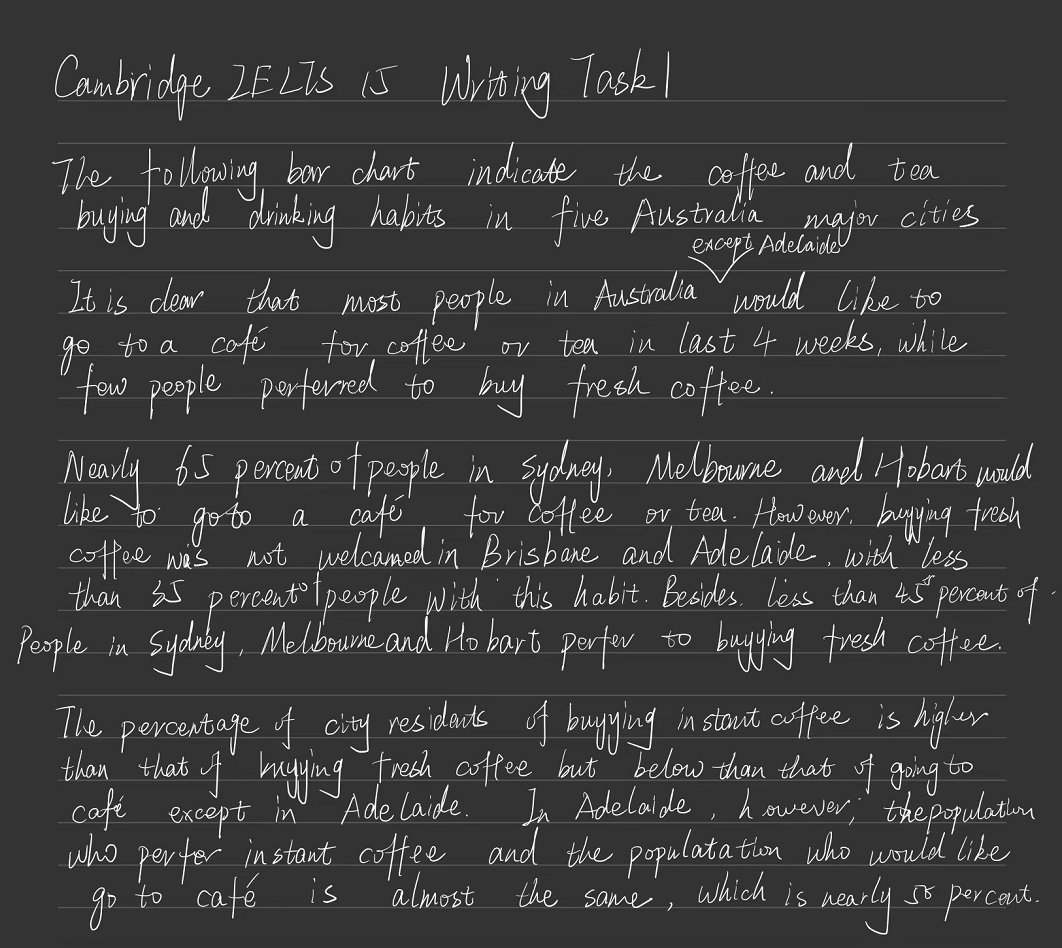 Cambridge IELTS 15 Writing Task 1
The following bar chart indicate the coffee and tea
buying and drinking habits in five Australia major cities
except Adelaide
It is clear that most people in Australia would like to
go to a café for coffee or tea in last 4 weeks, while
few people perferred to buy fresh coffee.
Nearly 65 percent of people in Sydney, Melbourne and Hobart would
like to go to a café for coffee or tea. However, buyying fresh
coffee was not welcamed in Brisbane and Adelaide, with less
than 35 percent of people with this habit. Besides, less than 45 percent of
People in Sydney, Melbourne and Hobart perfer to buyying fresh coffee.
The percentage of city residents of buyying instant coffee is higher
than that of buyying fresh coffee but below than that of going to
café except in Adelaide. In Adelaide, however, the population
who perfer instant coffee and the populatation who would like
go to café is almost the same, which is nearly 50 percent.